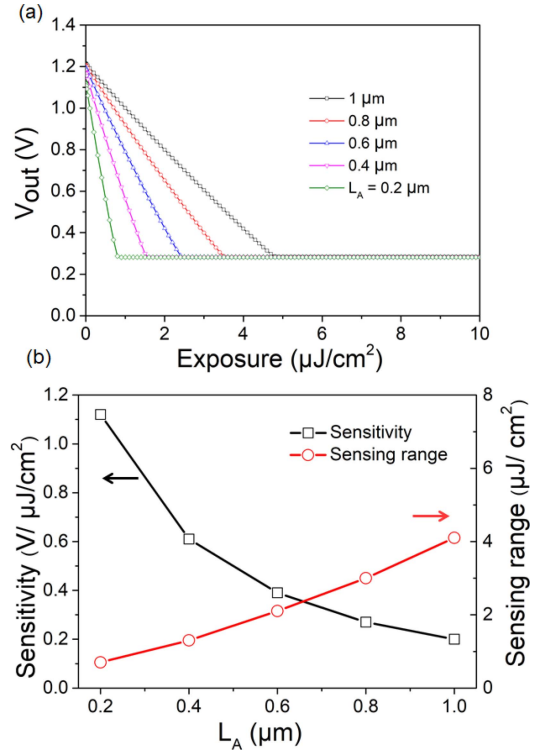 (a)
1.4
1.2
1.0
0.8
0.6
0.4
0.2
0.0
Vout (V)
1 µm
0.8 µm
0.6 µm
0.4 µm
L_A = 0.2 µm
0 2 4 6 8 10
Exposure (µJ/cm²)
(b)
1.2
1.0
0.8
0.6
0.4
0.2
0.0
Sensitivity (V/ µJ/cm²)
Sensitivity
Sensing range
8
6
4
2
0
Sensing range (µJ/ cm²)
0.2 0.4 0.6 0.8 1.0
L_A (µm)